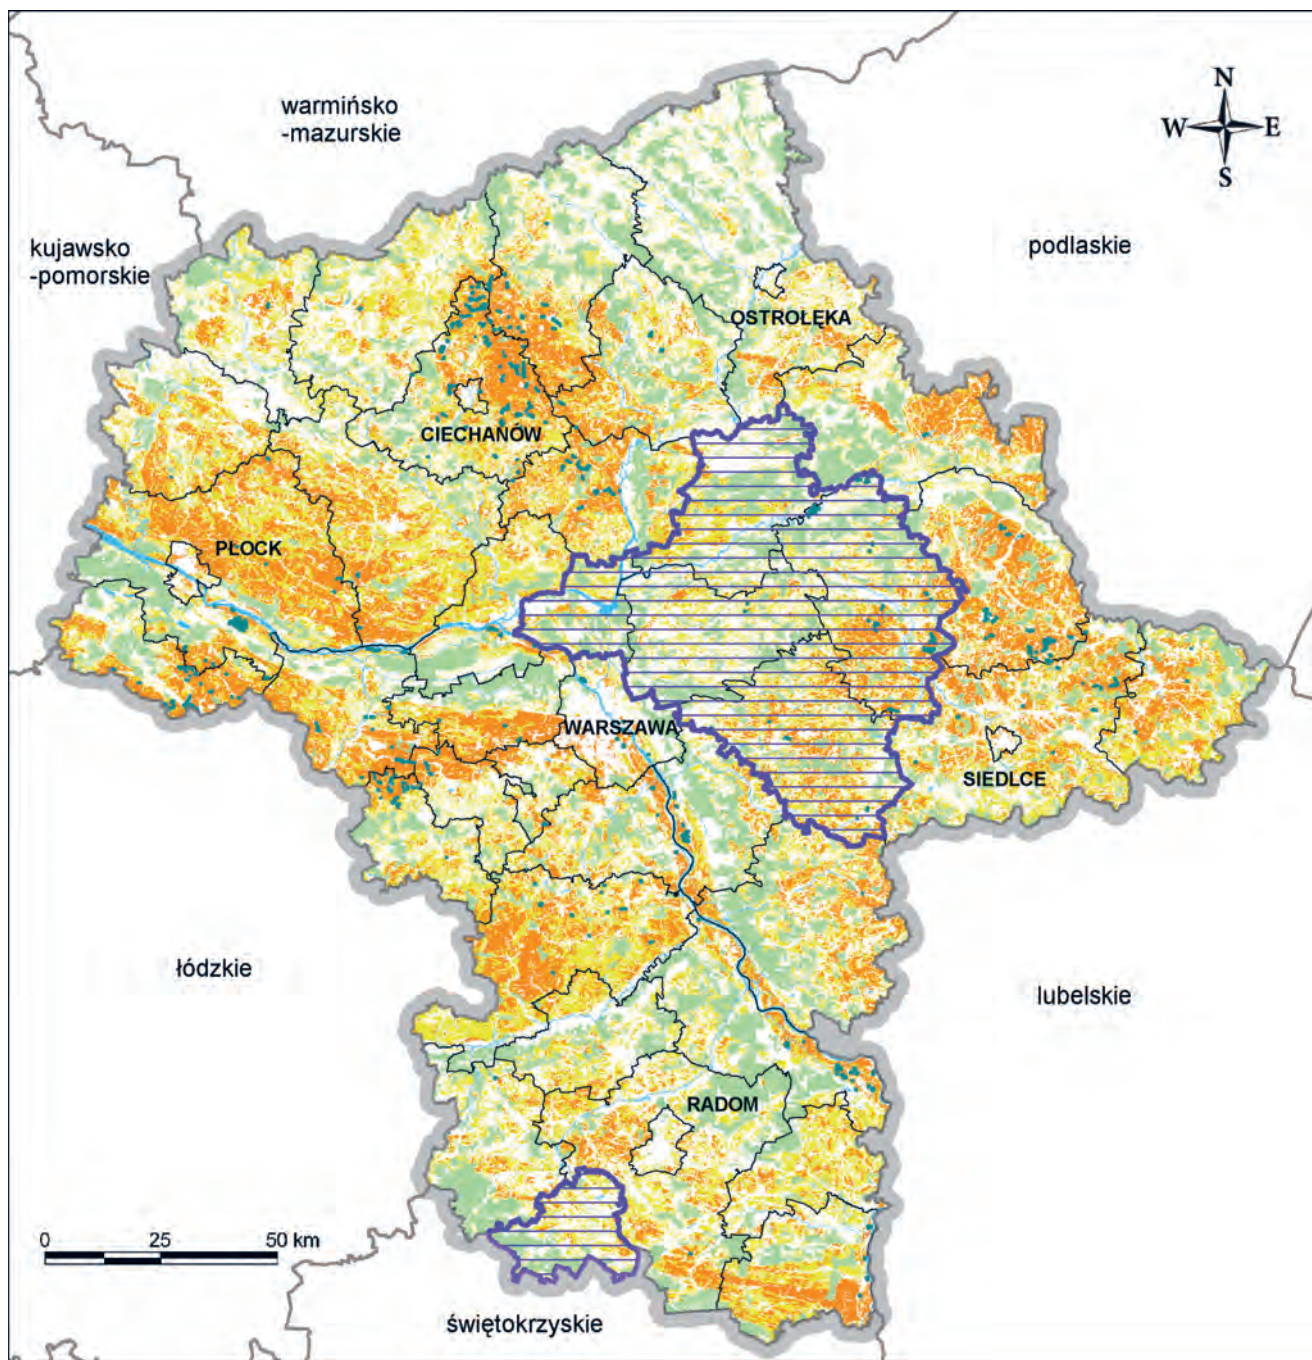 warmińsko
-mazurskie
N
W E
S
kujawsko
-pomorskie
podlaskie
OSTROŁĘKA
CIECHANÓW
PŁOCK
WARSZAWA
SIEDLCE
łódzkie
lubelskie
RADOM
0 25 50 km
świętokrzyskie